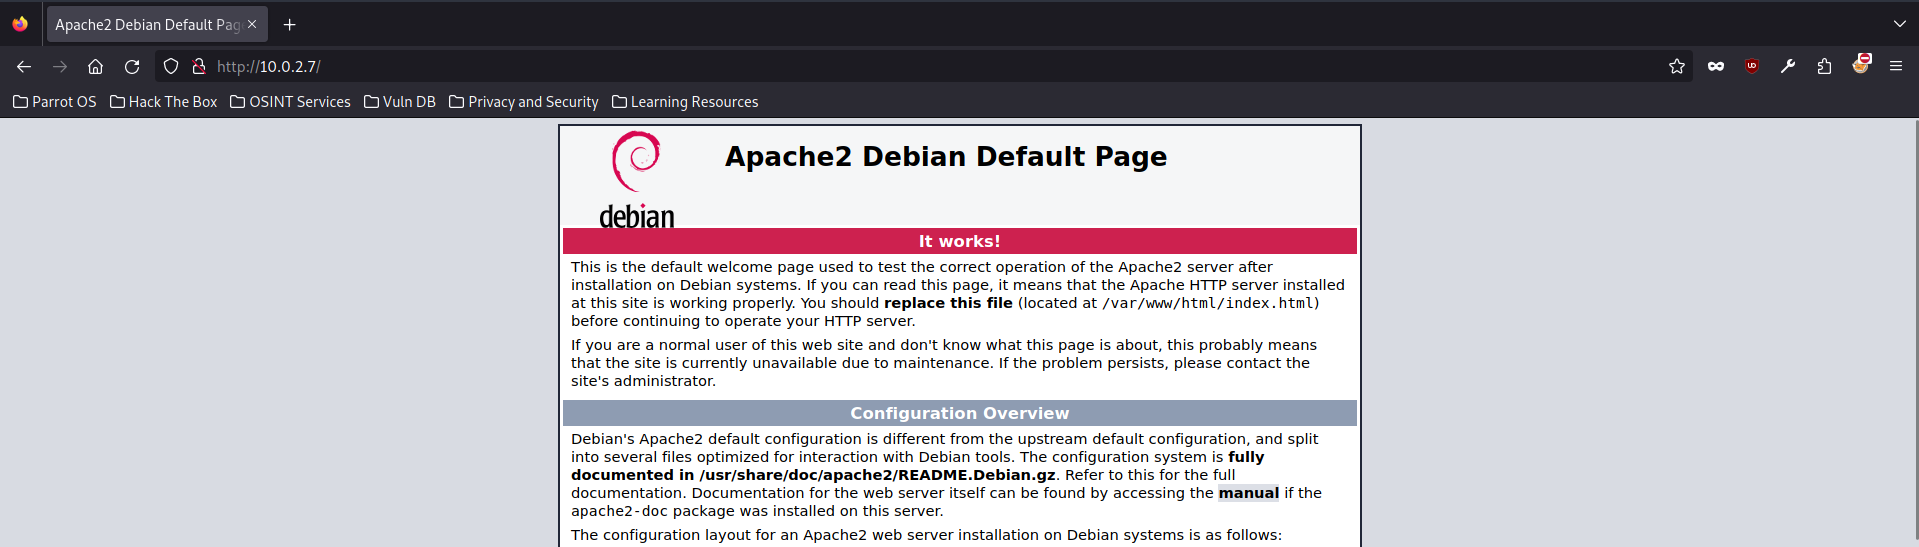 Apache2 Debian Default Pag
http://10.0.2.7/
Parrot OS
Hack The Box
OSINT Services
Vuln DB
Privacy and Security
Learning Resources
debian
Apache2 Debian Default Page
It works!
This is the default welcome page used to test the correct operation of the Apache2 server after
installation on Debian systems. If you can read this page, it means that the Apache HTTP server installed
at this site is working properly. You should replace this file (located at /var/www/html/index.html)
before continuing to operate your HTTP server.
If you are a normal user of this web site and don't know what this page is about, this probably means
that the site is currently unavailable due to maintenance. If the problem persists, please contact the
site's administrator.
Configuration Overview
Debian's Apache2 default configuration is different from the upstream default configuration, and split
into several files optimized for interaction with Debian tools. The configuration system is fully
documented in /usr/share/doc/apache2/README.Debian.gz. Refer to this for the full
documentation. Documentation for the web server itself can be found by accessing the manual if the
apache2-doc package was installed on this server.
The configuration layout for an Apache2 web server installation on Debian systems is as follows: